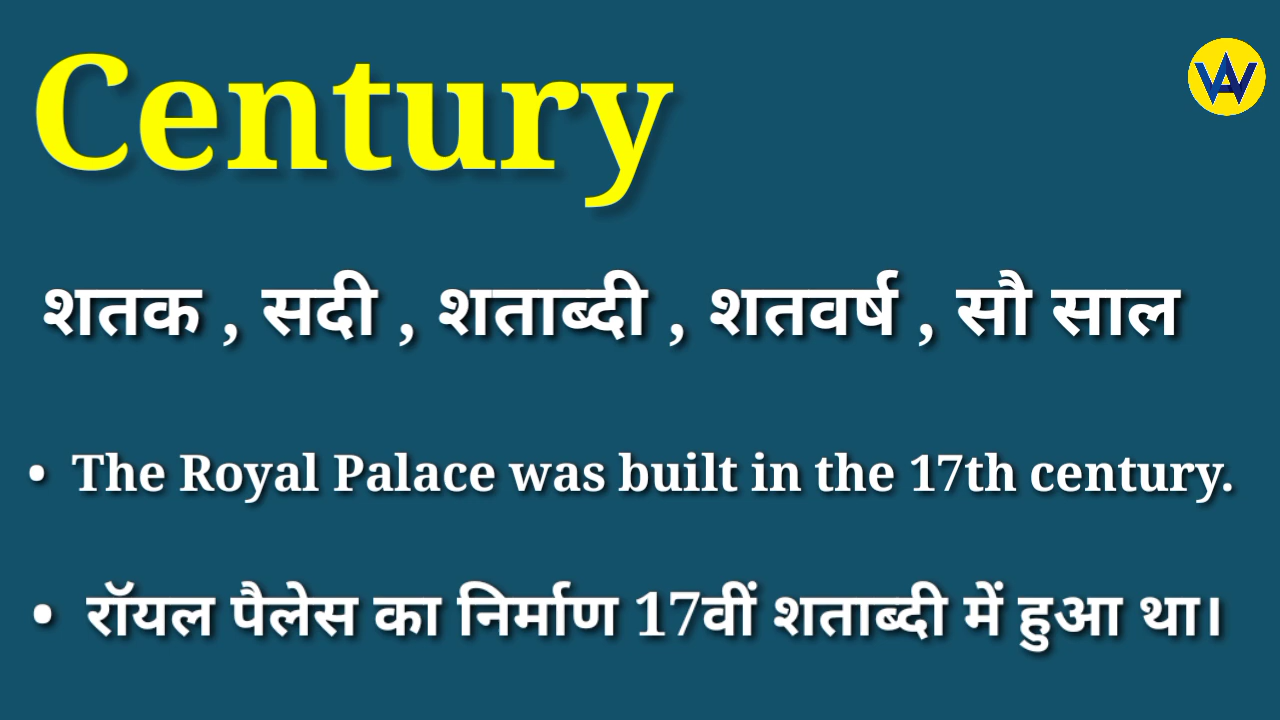 Century
शतक , सदी , शताब्दी , शतवर्ष , सौ साल
• The Royal Palace was built in the 17th century.
• रॉयल पैलेस का निर्माण 17वीं शताब्दी में हुआ था।